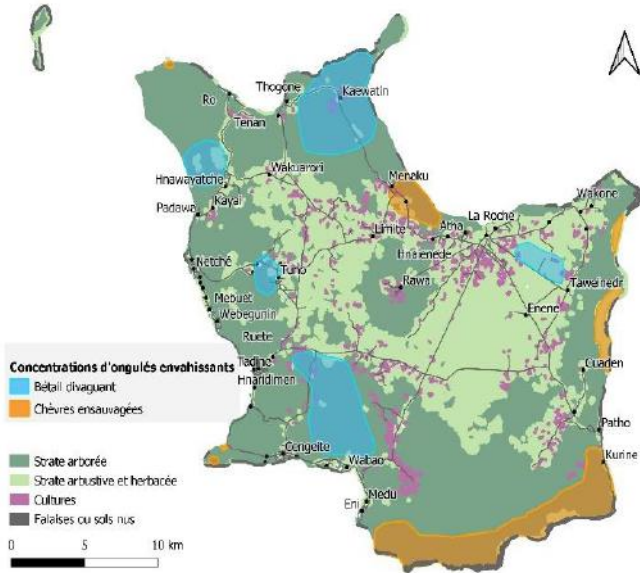 Thogone
Kaewatin
Ro
Tenan
Hnawayatche
Wakuarori
Menaku
Wakone
Padawa
Kayai
La Roche
Limite
Atha
Hnaienede
Netché
Tuho
Rawa
Taweinedr
Mebuet
Enene
Webequnin
Ruete
Concentrations d'ongulés envahissants
Bétail divaguant
Chèvres ensauvagées
Tadine
Hnaridimen
Cuaden
Patho
Cengeite
Wabao
Kurine
Eni
Medu
Strate arborée
Strate arbustive et herbacée
Cultures
Falaises ou sols nus
0 5 10 km